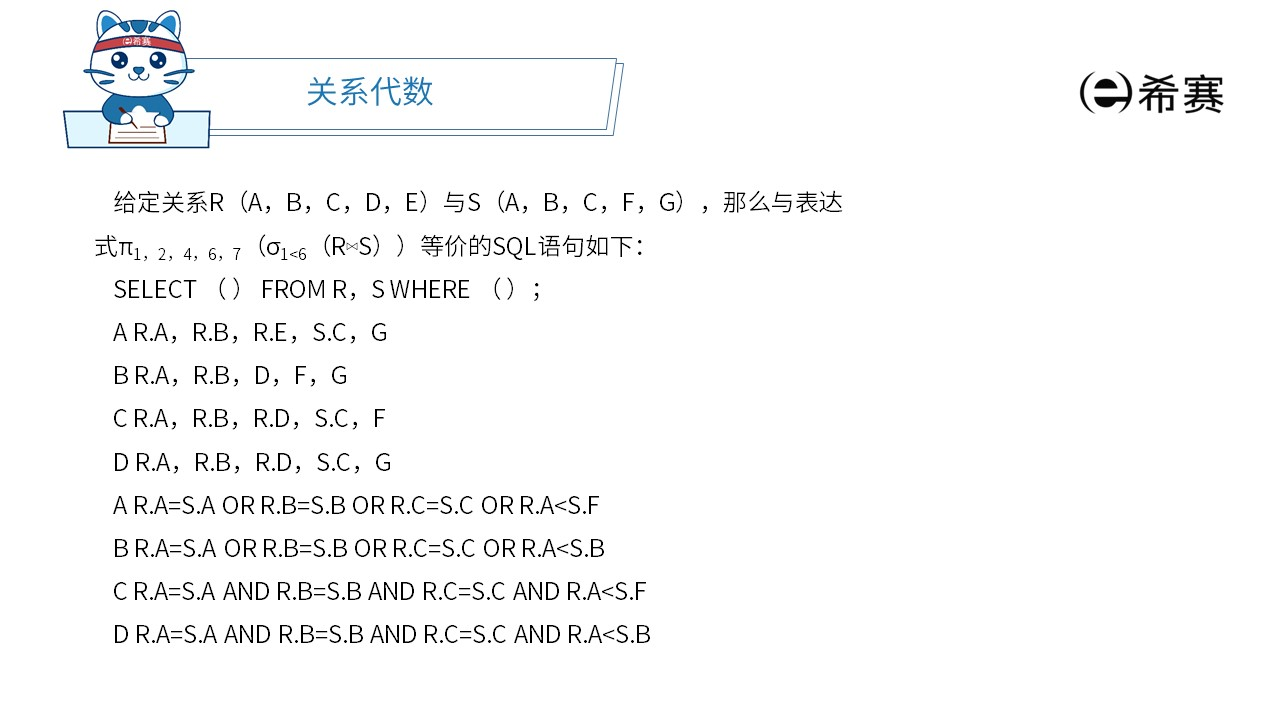 希赛
关系代数
希赛
给定关系R（A，B，C，D，E）与S（A，B，C，F，G），那么与表达
式π1，2，4，6，7（σ1<6（R⋈S））等价的SQL语句如下：
SELECT （ ） FROM R，S WHERE （ ）；
A R.A，R.B，R.E，S.C，G
B R.A，R.B，D，F，G
C R.A，R.B，R.D，S.C，F
D R.A，R.B，R.D，S.C，G
A R.A=S.A OR R.B=S.B OR R.C=S.C OR R.A<S.F
B R.A=S.A OR R.B=S.B OR R.C=S.C OR R.A<S.B
C R.A=S.A AND R.B=S.B AND R.C=S.C AND R.A<S.F
D R.A=S.A AND R.B=S.B AND R.C=S.C AND R.A<S.B